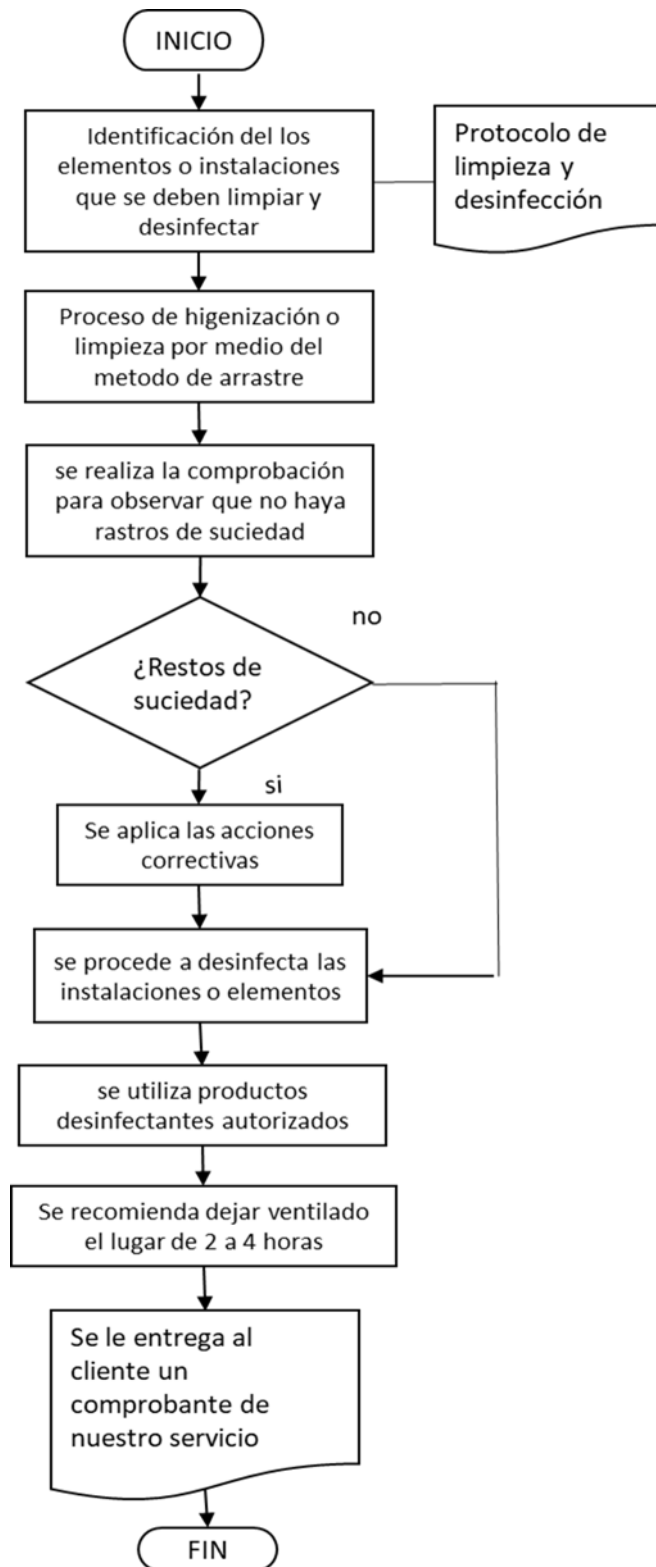 INICIO
Identificación del los
elementos o instalaciones
que se deben limpiar y
desinfectar
Protocolo de
limpieza y
desinfección
Proceso de higenización o
limpieza por medio del
metodo de arrastre
se realiza la comprobación
para observar que no haya
rastros de suciedad
no
¿Restos de
suciedad?
si
Se aplica las acciones
correctivas
se procede a desinfecta las
instalaciones o elementos
se utiliza productos
desinfectantes autorizados
Se recomienda dejar ventilado
el lugar de 2 a 4 horas
Se le entrega al
cliente un
comprobante de
nuestro servicio
FIN